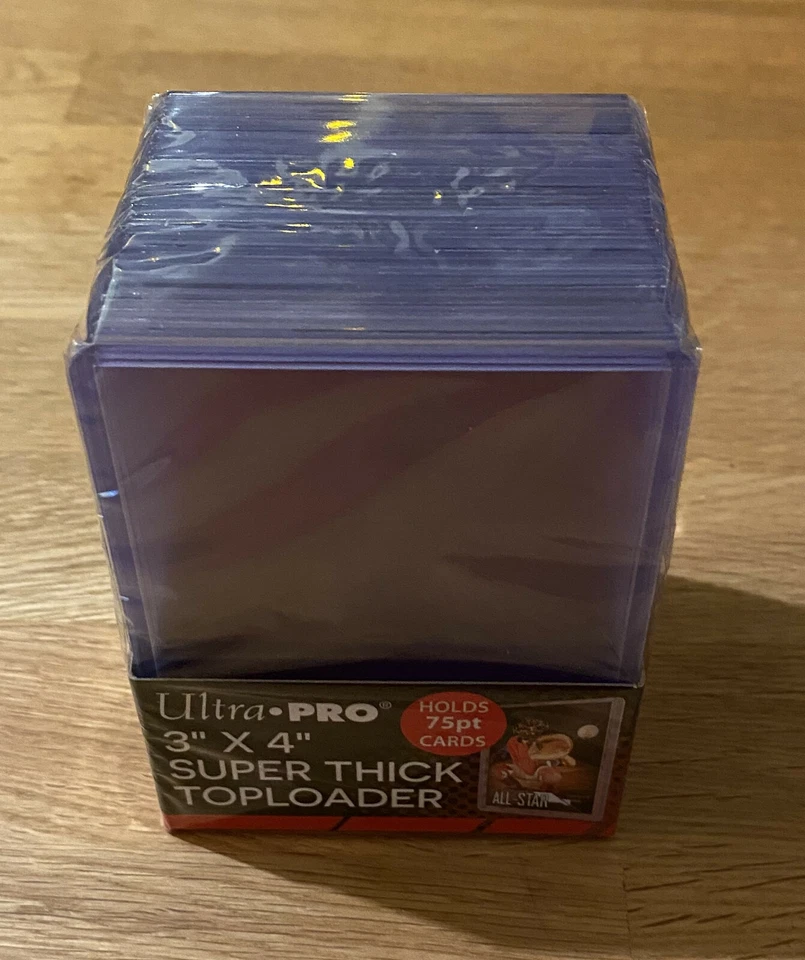 Ultra•PRO®
HOLDS
75pt
CARDS
3" X 4"
SUPER THICK
TOPLOADER
ALL-STAR